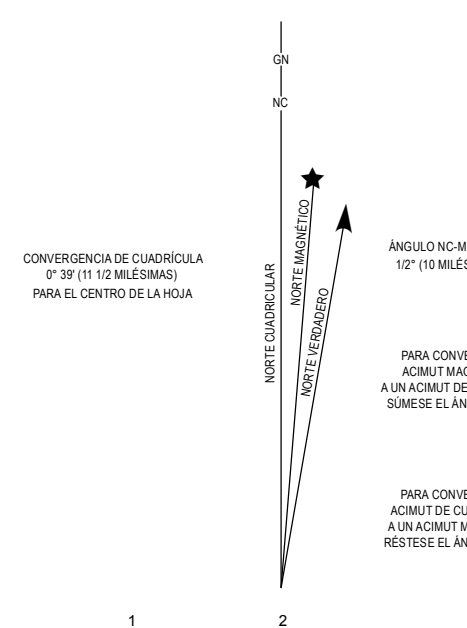 GN
NC
NORTE MAGNÉTICO
NORTE CUADRICULAR
NORTE VERDADERO
CONVERGENCIA DE CUADRÍCULA
0° 39' (11 1/2 MILÉSIMAS)
PARA EL CENTRO DE LA HOJA
ÁNGULO NC-M
1/2° (10 MILÉS
PARA CONVE
ACIMUT MAG
A UN ACIMUT DE
SÚMESE EL ÁN
PARA CONVE
ACIMUT DE CU
A UN ACIMUT M
RÉSTESE EL ÁN
1
2